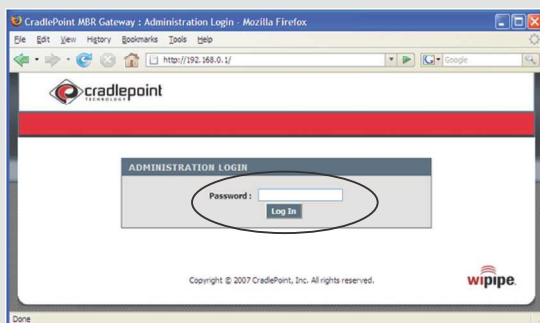 CradlePoint MBR Gateway : Administration Login - Mozilla Firefox
File Edit View History Bookmarks Tools Help
http://192.168.0.1/ G Google
cradlepoint
TECHNOLOGY
ADMINISTRATION LOGIN
Password :
Log In
Copyright © 2007 CradlePoint, Inc. All rights reserved.
wipipe
Done